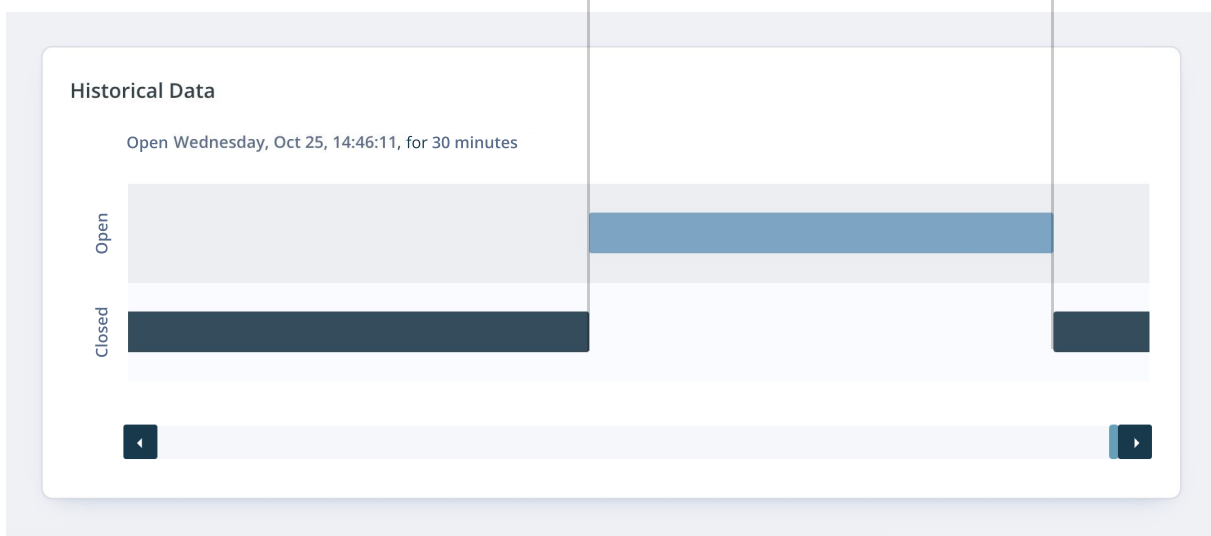 Historical Data
Open Wednesday, Oct 25, 14:46:11, for 30 minutes
Open
Closed